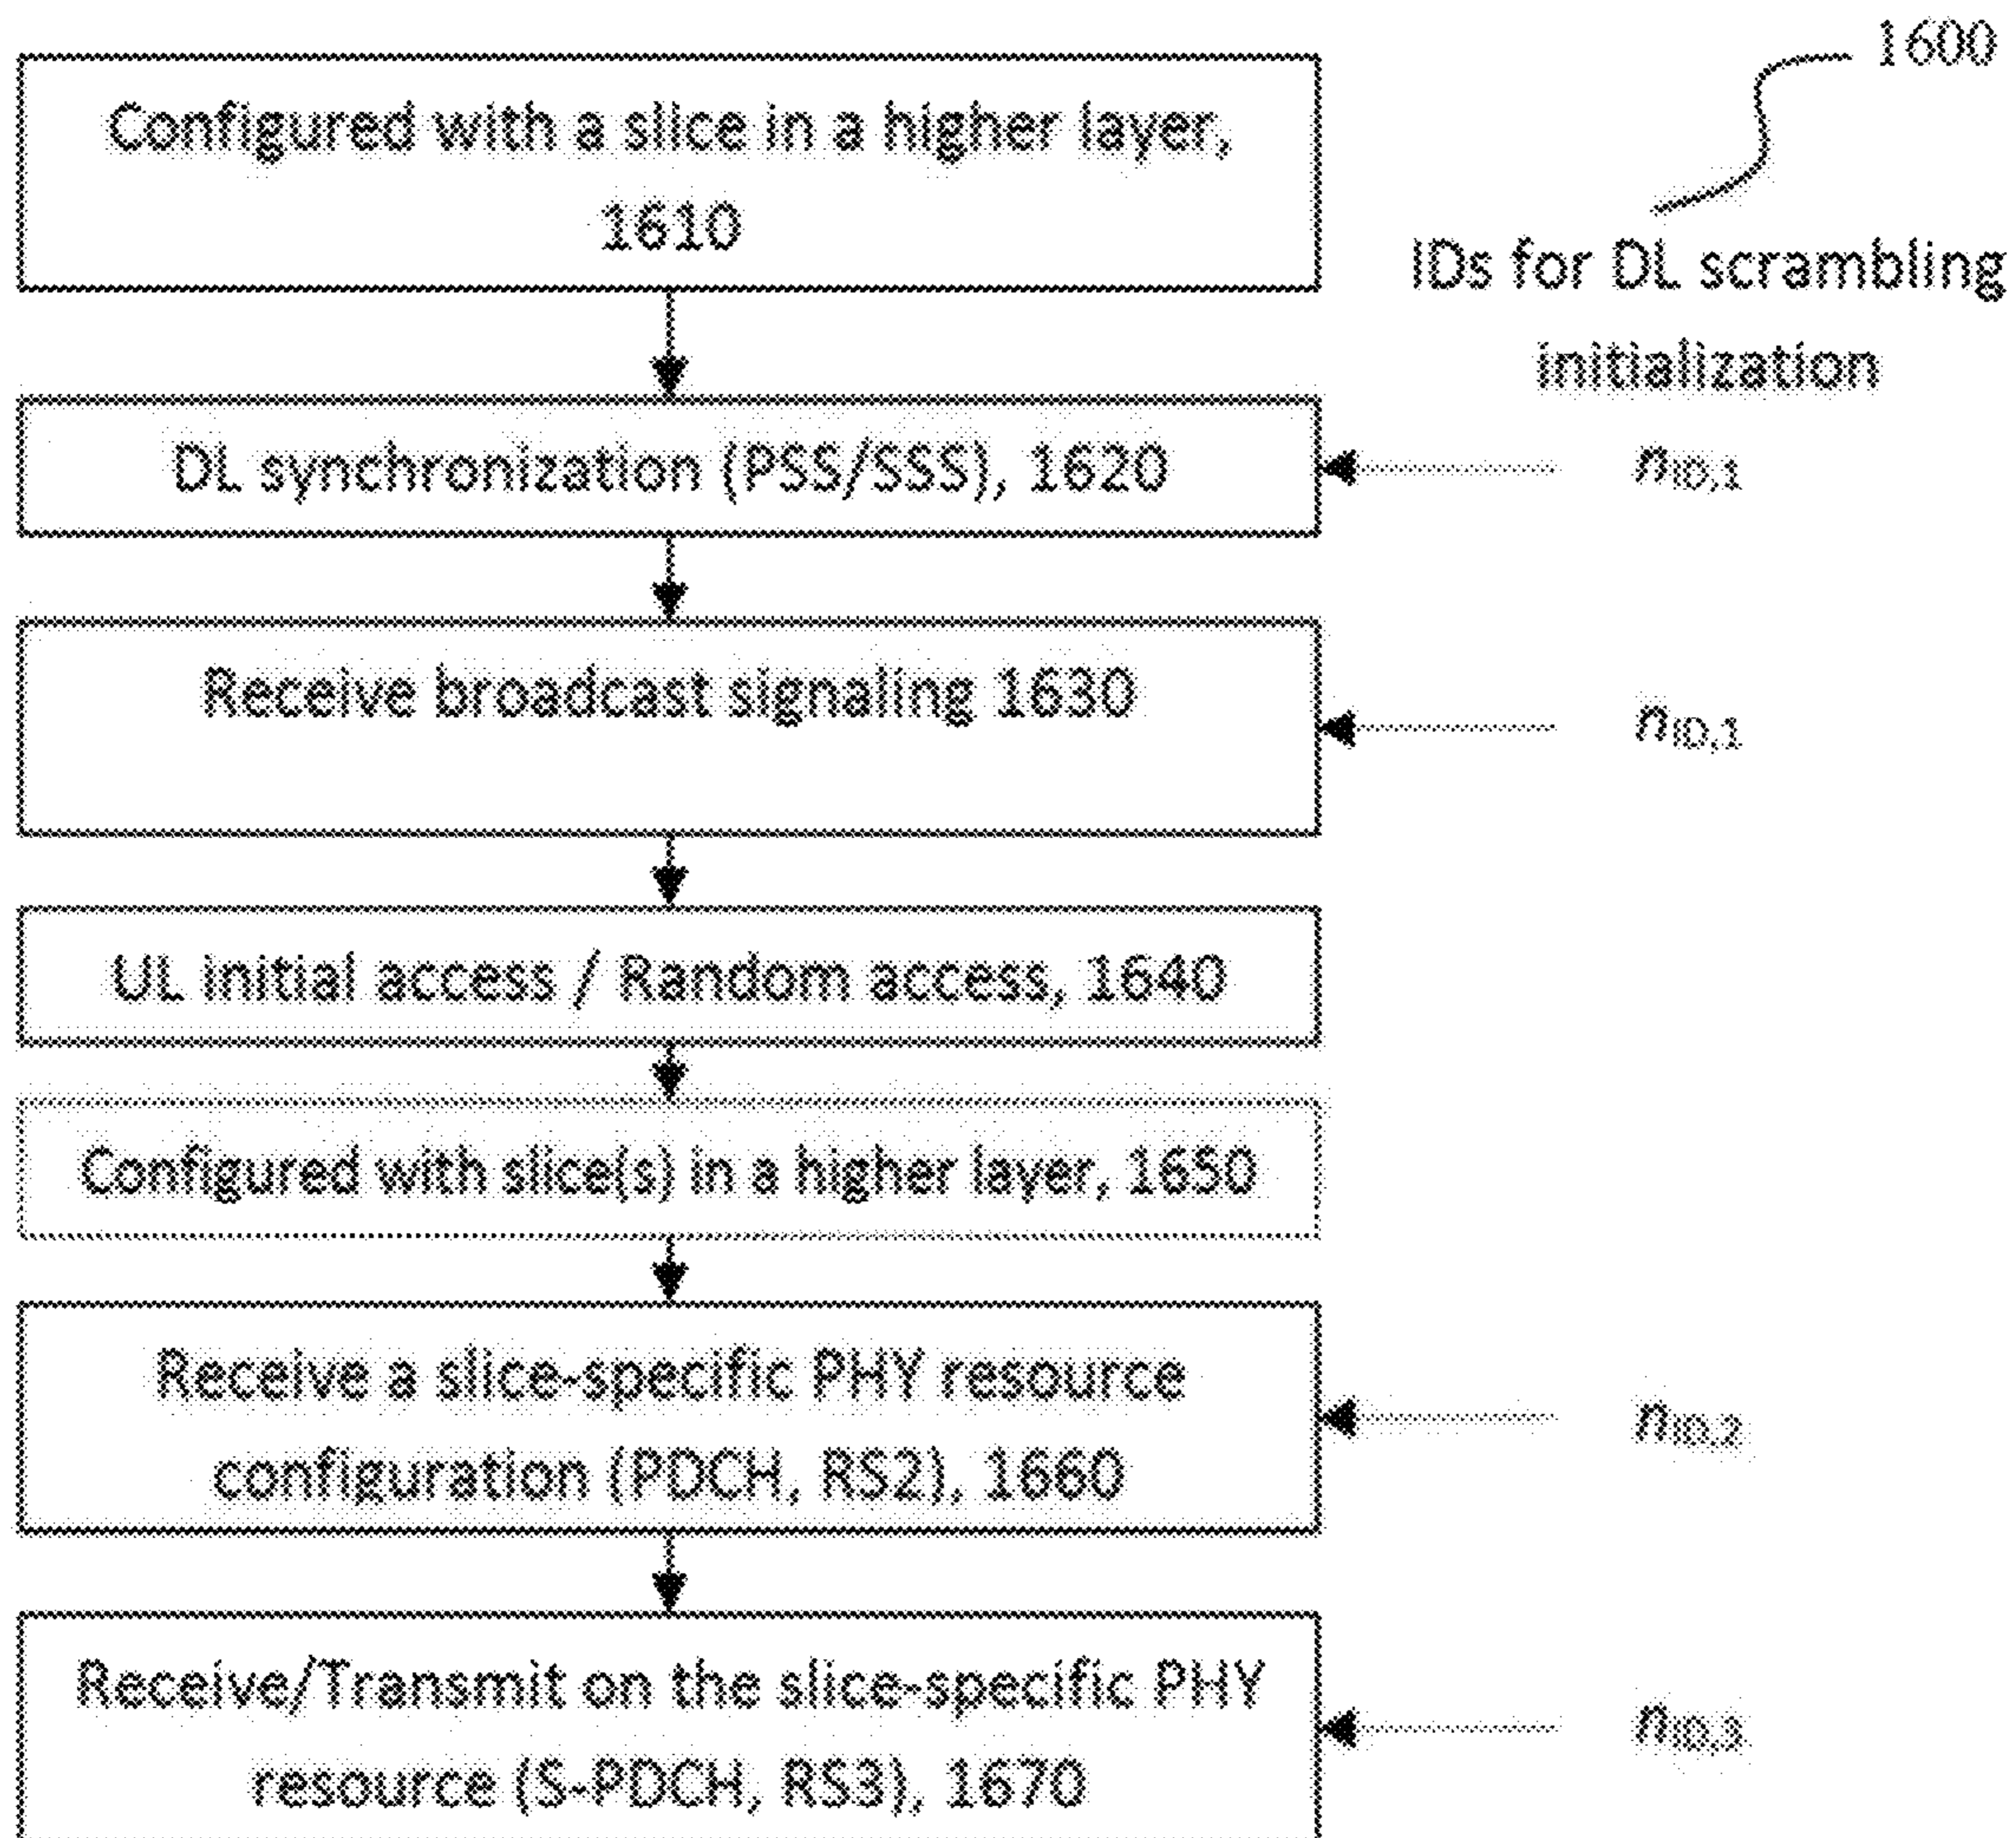 1600
Configured with a slice in a higher layer,
1610
IDs for DL scrambling
initialization
DL synchronization (PSS/SSS), 1620
nID,1
Receive broadcast signaling 1630
nID,1
UL initial access / Random access, 1640
Configured with slice(s) in a higher layer, 1650
Receive a slice-specific PHY resource
configuration (PDCH, RS2), 1660
nID,2
Receive/Transmit on the slice-specific PHY
resource (S-PDCH, RS3), 1670
nID,3